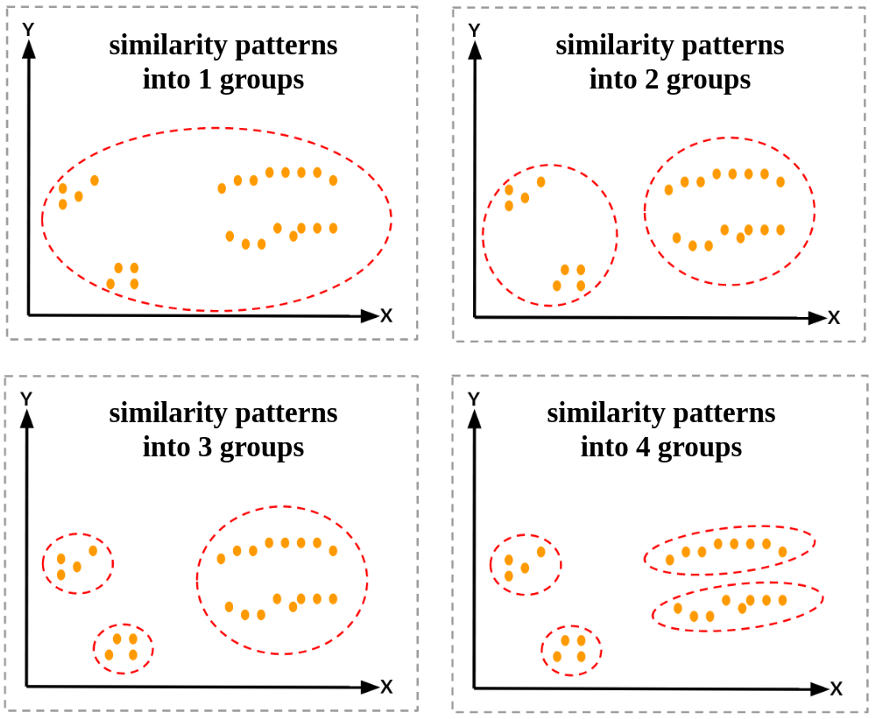 Y
similarity patterns
into 1 groups
X
Y
similarity patterns
into 2 groups
X
Y
similarity patterns
into 3 groups
X
Y
similarity patterns
into 4 groups
X